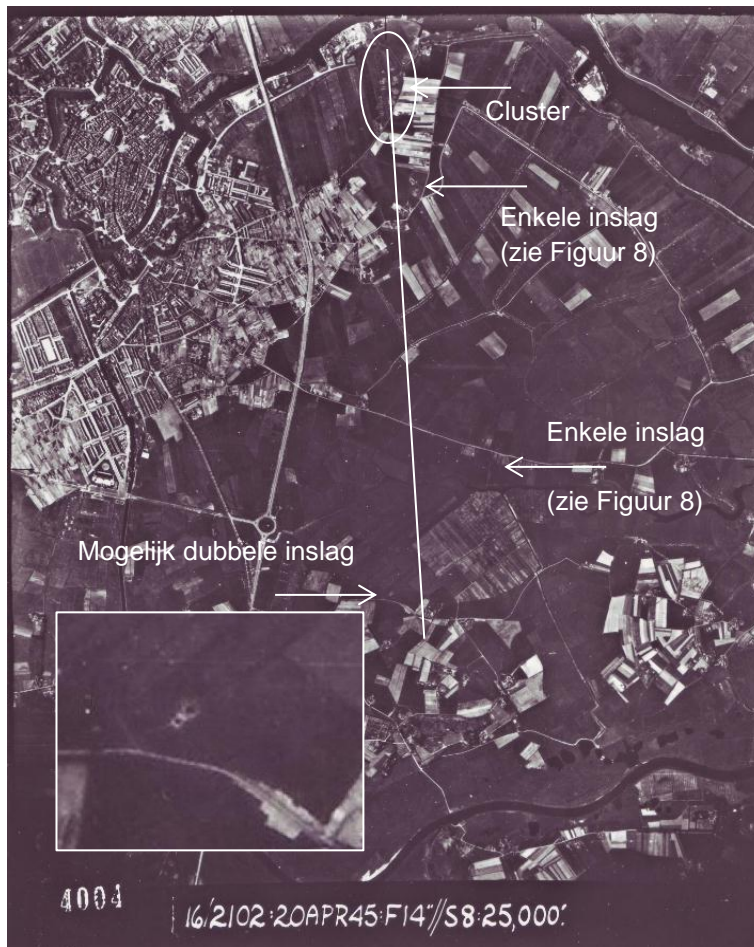 Cluster
Enkele inslag
(zie Figuur 8)
Enkele inslag
(zie Figuur 8)
Mogelijk dubbele inslag
4004
16/2102:20APR45:F14"//S8:25,000'.